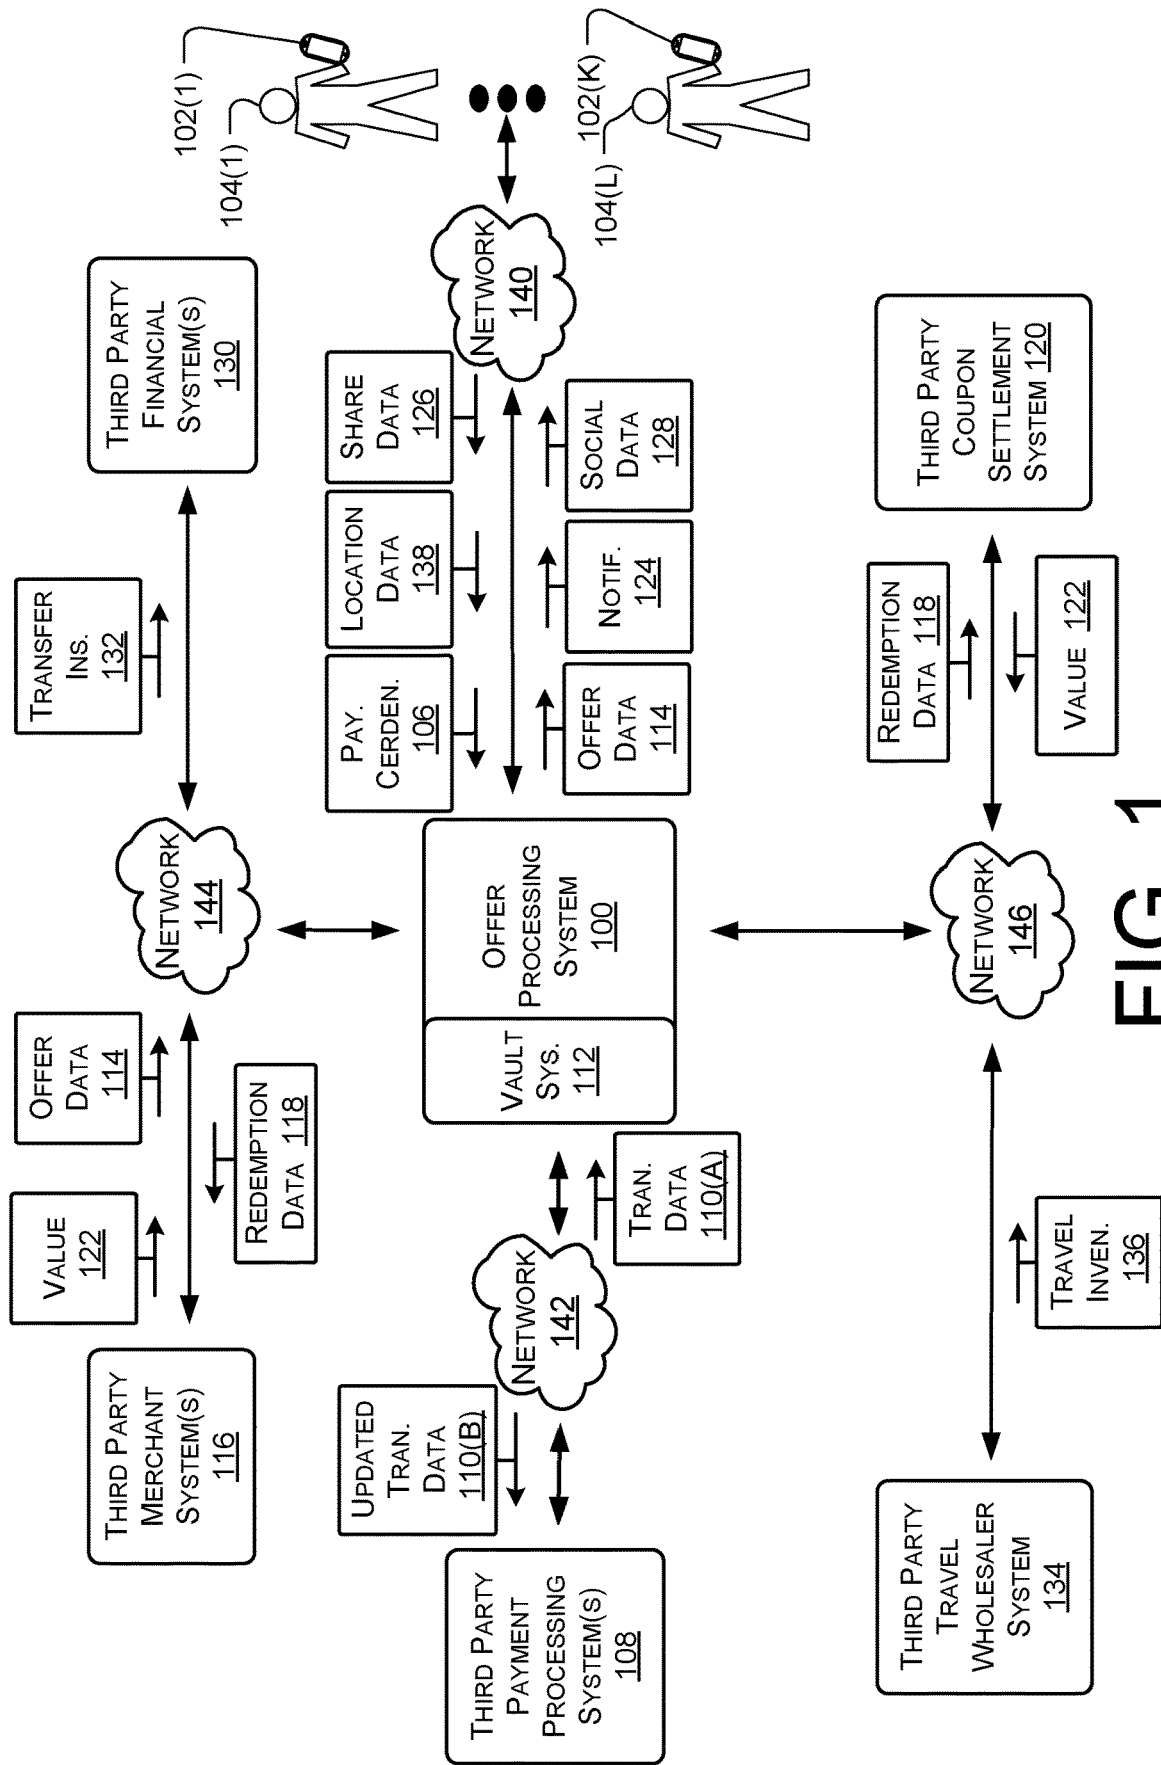 VALUE
122
OFFER
DATA
114
TRANSFER
INS.
132
THIRD PARTY
MERCHANT
SYSTEM(S)
116
REDEMPTION
DATA 118
NETWORK
144
THIRD PARTY
FINANCIAL
SYSTEM(S)
130
102(1)
104(1)
UPDATED
TRAN. DATA
110(B)
PAY.
CERDEN.
106
LOCATION
DATA
138
SHARE
DATA
126
THIRD PARTY
PAYMENT
PROCESSING
SYSTEM(S)
108
NETWORK
142
TRAN.
DATA
110(A)
VAULT
SYS.
112
OFFER
PROCESSING
SYSTEM
100
OFFER
DATA
114
NOTIF.
124
SOCIAL
DATA
128
NETWORK
140
104(L)
102(K)
THIRD PARTY
TRAVEL
WHOLESALER
SYSTEM
134
TRAVEL
INVEN.
136
NETWORK
146
REDEMPTION
DATA 118
VALUE 122
THIRD PARTY
COUPON
SETTLEMENT
SYSTEM 120
FIG. 1